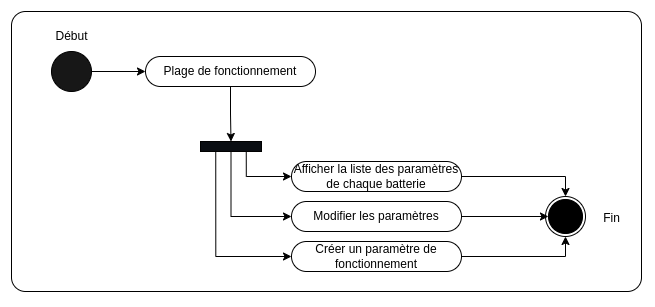 Début
Plage de fonctionnement
Afficher la liste des paramètres
de chaque batterie
Modifier les paramètres
Fin
Créer un paramètre de
fonctionnement